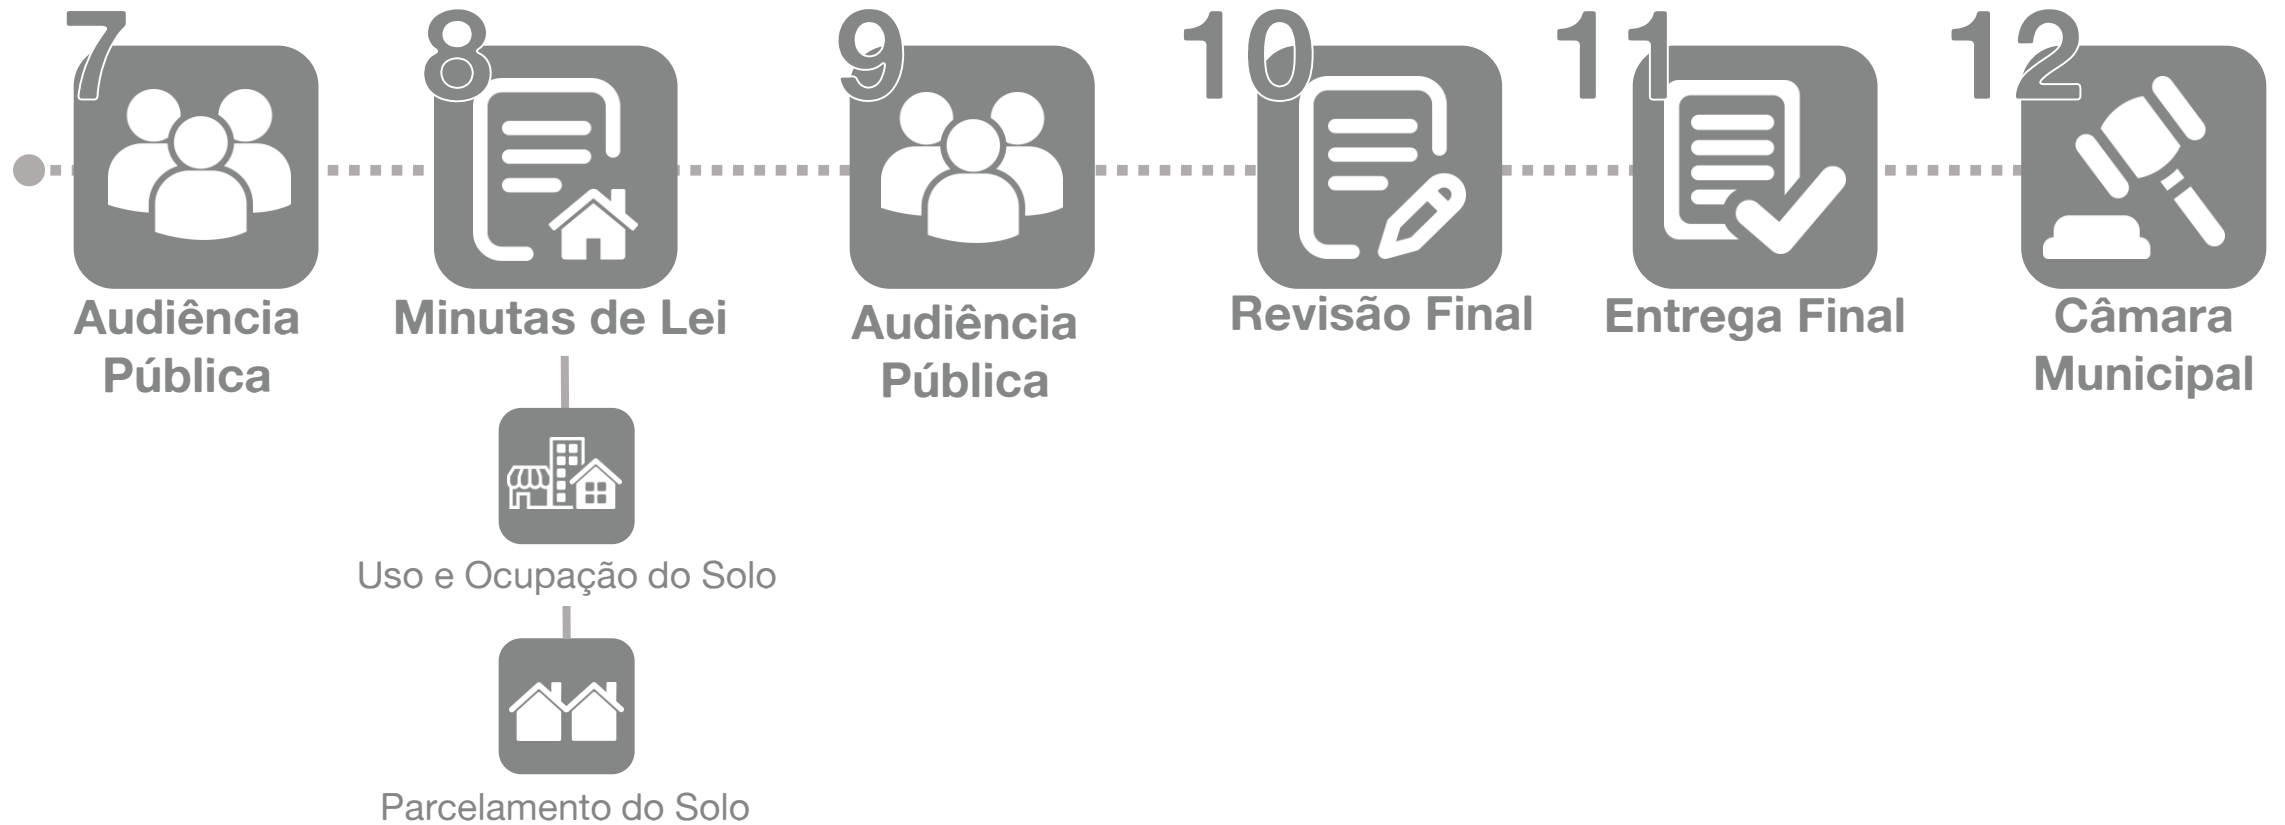 7
Audiência
Pública
8
Minutas de Lei
Uso e Ocupação do Solo
Parcelamento do Solo
9
Audiência
Pública
10
Revisão Final
11
Entrega Final
12
Câmara
Municipal